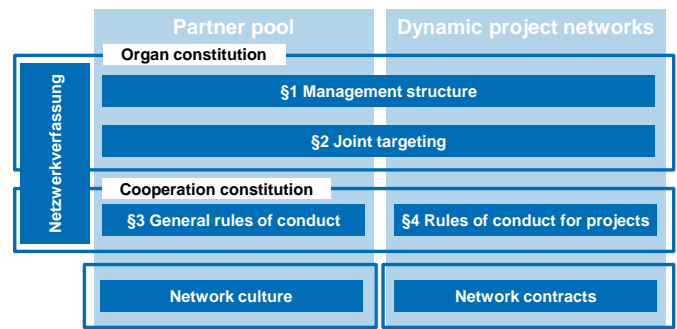 Partner pool
Dynamic project networks
Organ constitution
§1 Management structure
§2 Joint targeting
Netzwerkverfassung
Cooperation constitution
§3 General rules of conduct
§4 Rules of conduct for projects
Network culture
Network contracts